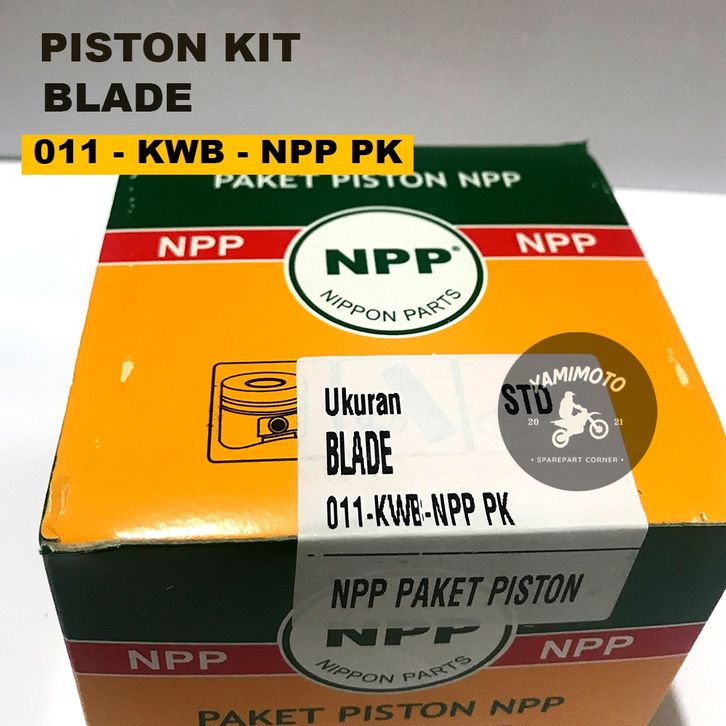 PISTON KIT
BLADE
011 - KWB - NPP PK
PAKET PISTON NPP
NPP
NPP®
NPP
NIPPON PARTS
Ukuran STD
BLADE
011-KWB-NPP PK
NPP PAKET PISTON
YAMIMOTO
20 21
• SPAREPART CORNER •
NPP
NPP
NPP
NIPPON PARTS
PAKET PISTON NPP